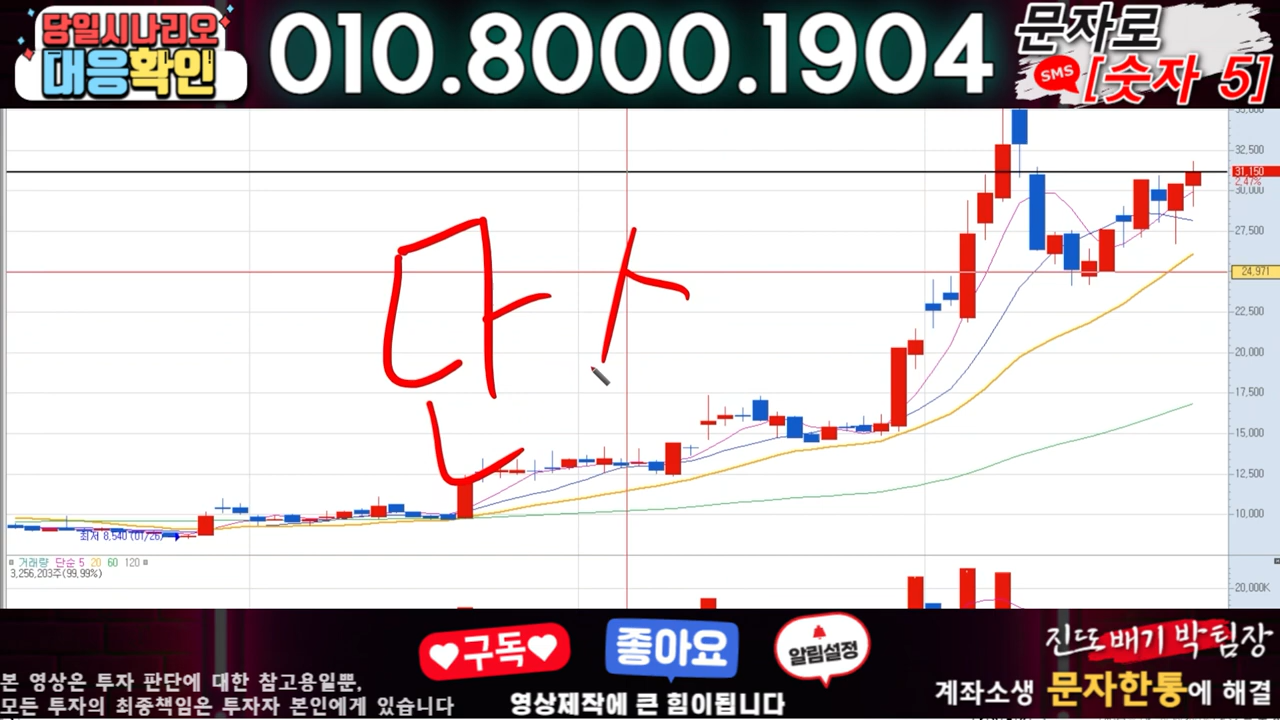 당일시나리오
대응확인
010.8000.1904
문자로
SMS
[숫자 5]
35,000
32,500
31,150
2.47%
30,000
27,500
24,971
22,500
20,000
17,500
15,000
12,500
10,000
단 ㅅ
최저 8,540 (01/26)
거래량 단순 5 20 60 120
3,256,203주(99,99%)
20,000K
구독
좋아요
알림설정
진또배기 박팀장
본 영상은 투자 판단에 대한 참고용일뿐,
모든 투자의 최종책임은 투자자 본인에게 있습니다
영상제작에 큰 힘이됩니다
계좌소생 문자한통에 해결